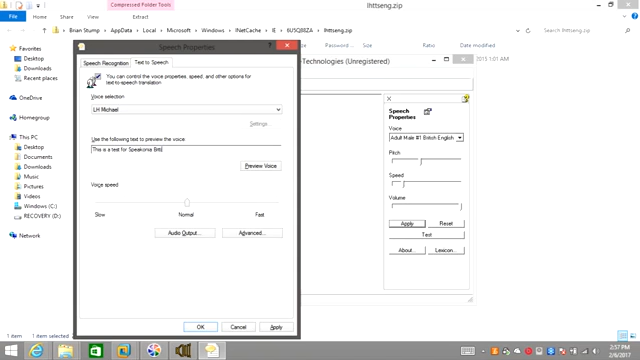 Compressed Folder Tools
lhttseng.zip
File
Home
Share
View
Brian Stump ▸ AppData ▸ Local ▸ Microsoft ▸ Windows ▸ INetCache ▸ IE ▸ 6U5Q88ZA ▸ lhttseng.zip
Favorites
Desktop
Downloads
Recent places
OneDrive
Homegroup
This PC
Desktop
Documents
Downloads
Music
Pictures
Videos
Windows (C:)
RECOVERY (D:)
Network
1 item
1 item selected
Password...
Size
Ratio
Date modified
2015 1:01 AM
Speech Properties
Speech Recognition
Text to Speech
You can control the voice properties, speed, and other options for
text-to-speech translation
Voice selection
LH Michael
Settings...
Use the following text to preview the voice
This is a test for Speakonia Bits
Preview Voice
Voice speed
Slow
Normal
Fast
Audio Output...
Advanced...
OK
Cancel
Apply
-Technologies (Unregistered)
Speech
Properties
Voice
Adult Male #1 British-English
Pitch
Speed
Volume
Apply
Reset
Test
About...
Lexicon...
2:57 PM
2/6/2017